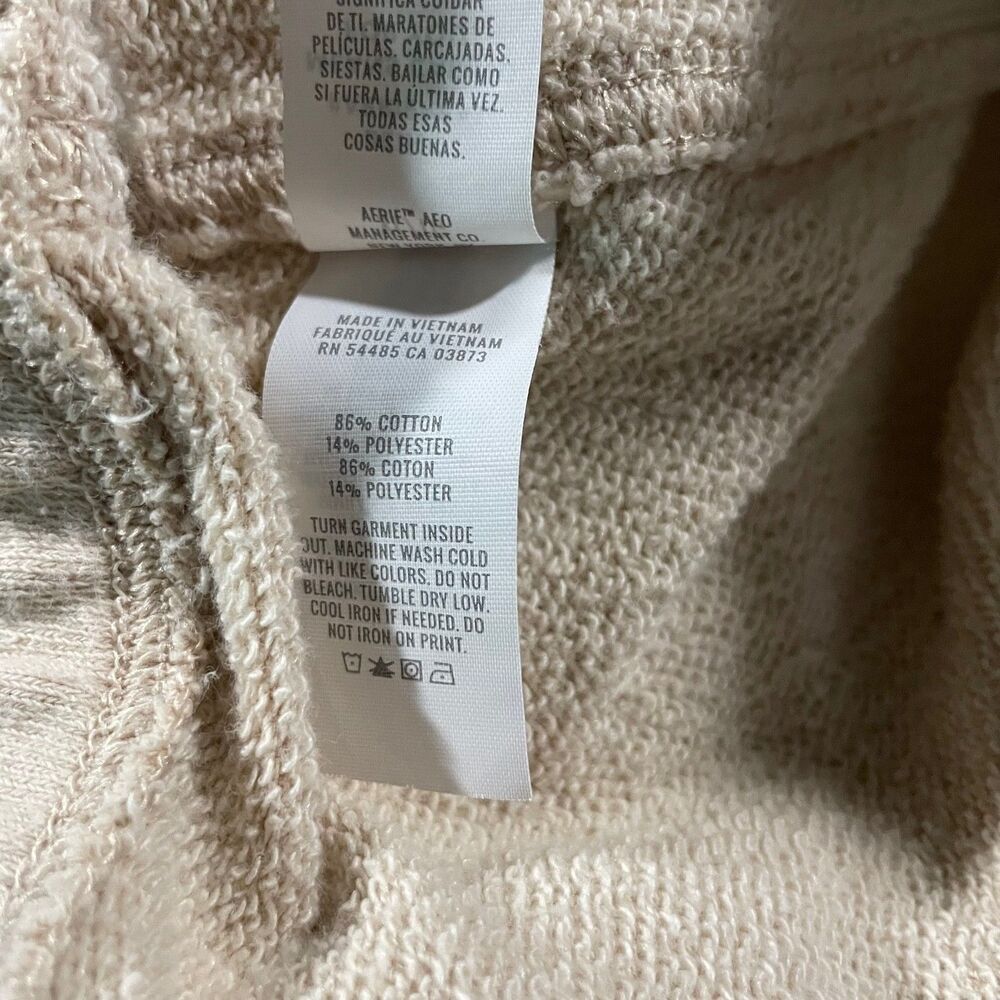 SIGNIFICA CUIDAR
DE TI. MARATONES DE
PELÍCULAS. CARCAJADAS.
SIESTAS. BAILAR COMO
SI FUERA LA ÚLTIMA VEZ.
TODAS ESAS
COSAS BUENAS.
AERIE™ AEO
MANAGEMENT CO.
MADE IN VIETNAM
FABRIQUÉ AU VIETNAM
RN 54485 CA 03873
86% COTTON
14% POLYESTER
86% COTON
14% POLYESTER
TURN GARMENT INSIDE
OUT. MACHINE WASH COLD
WITH LIKE COLORS. DO NOT
BLEACH. TUMBLE DRY LOW.
COOL IRON IF NEEDED. DO
NOT IRON ON PRINT.